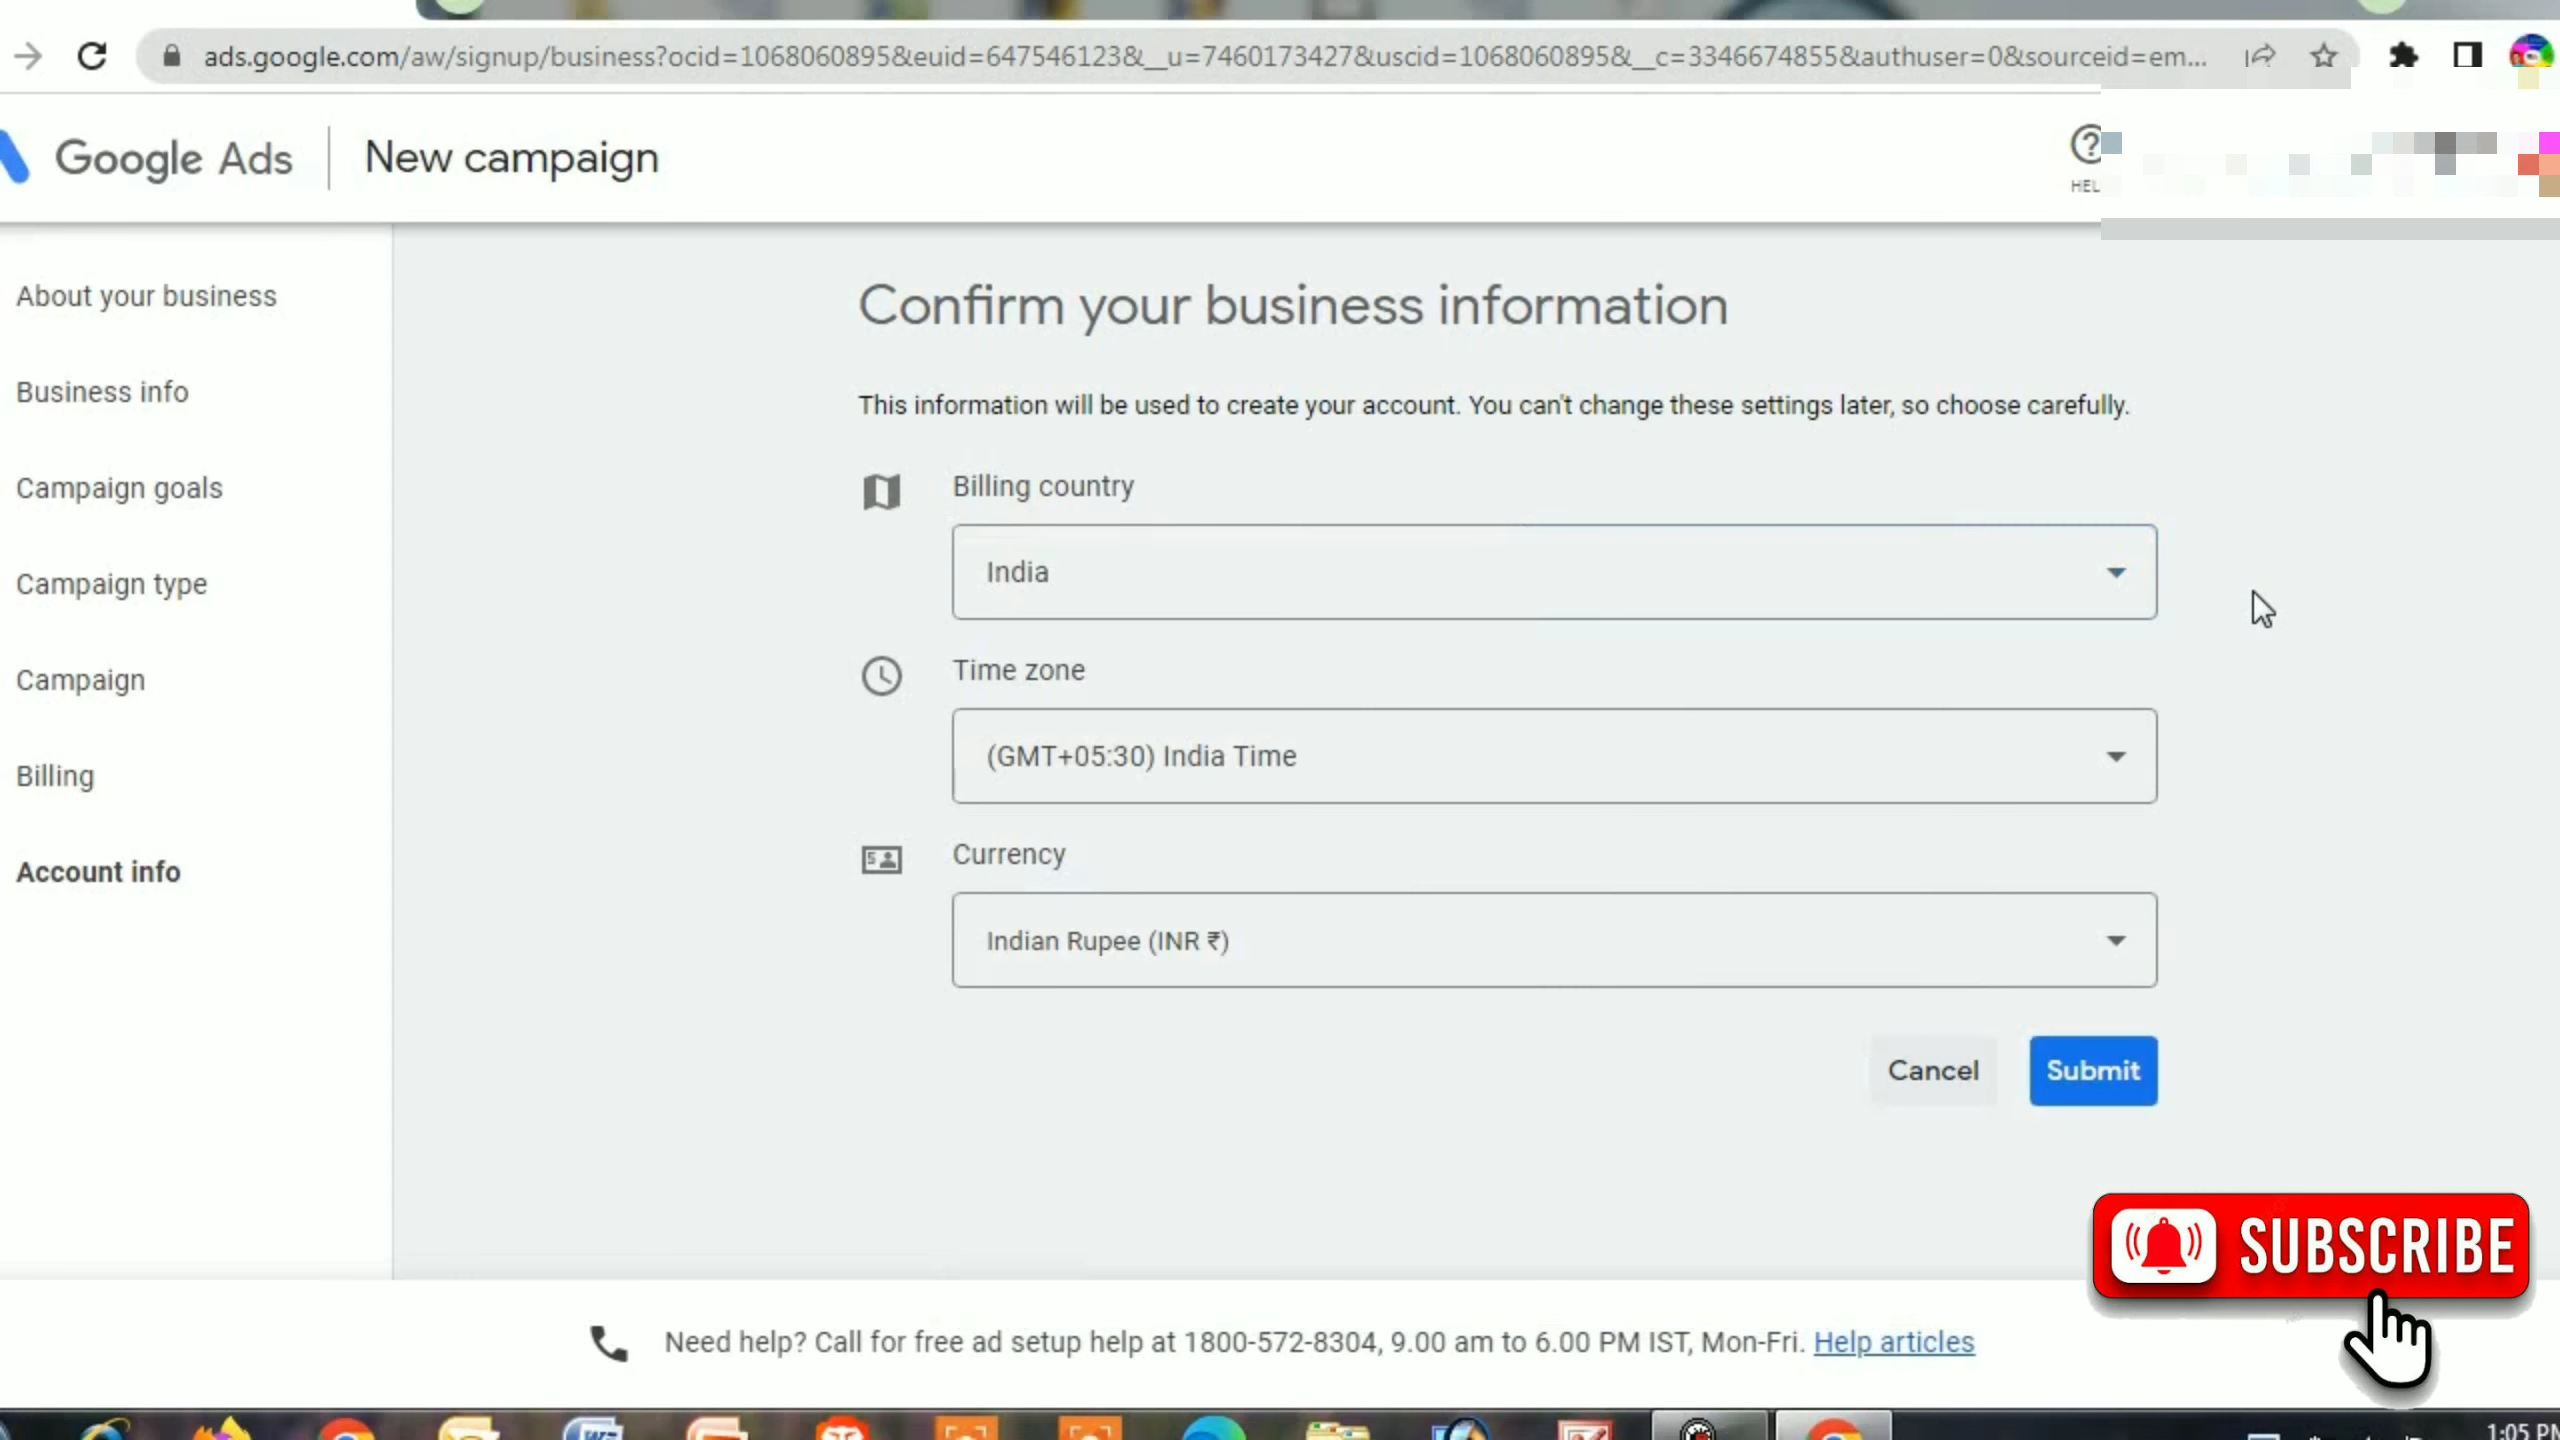 ads.google.com/aw/signup/business?ocid=1068060895&euid=647546123&__u=7460173427&uscid=1068060895&__c=3346674855&authuser=0&sourceid=em...
Google Ads
New campaign
About your business
Business info
Campaign goals
Campaign type
Campaign
Billing
Account info
Confirm your business information
This information will be used to create your account. You can't change these settings later, so choose carefully.
Billing country
India
Time zone
(GMT+05:30) India Time
Currency
Indian Rupee (INR ₹)
Cancel
Submit
SUBSCRIBE
Need help? Call for free ad setup help at 1800-572-8304, 9.00 am to 6.00 PM IST, Mon-Fri. Help articles